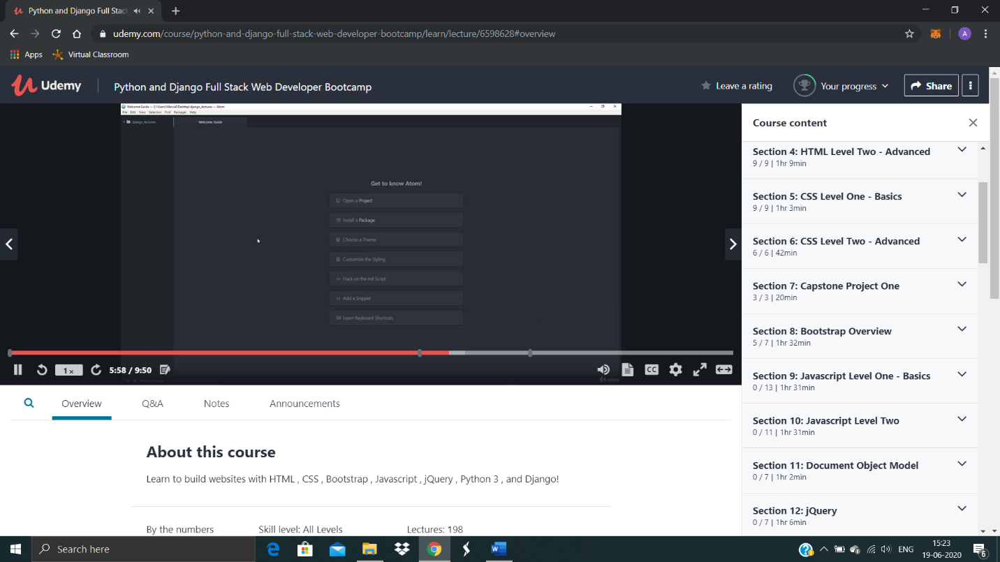 Python and Django Full Stac
udemy.com/course/python-and-django-full-stack-web-developer-bootcamp/learn/lecture/6598628#overview
A
Apps
Virtual Classroom
Udemy
Python and Django Full Stack Web Developer Bootcamp
Leave a rating
Your progress
Share
Welcome Guide — C:\Users\Marcial\Desktop\django_lectures — Atom
File Edit View Selection Find Packages Help
django_lectures
Welcome Guide
Get to know Atom!
Open a Project
Install a Package
Choose a Theme
Customize the Styling
Hack on the Init Script
Add a Snippet
Learn Keyboard Shortcuts
1 x
5:58 / 9:50
CC
Udemy
Course content
Section 4: HTML Level Two - Advanced
9 / 9 | 1hr 9min
Section 5: CSS Level One - Basics
9 / 9 | 1hr 3min
Section 6: CSS Level Two - Advanced
6 / 6 | 42min
Section 7: Capstone Project One
3 / 3 | 20min
Section 8: Bootstrap Overview
5 / 7 | 1hr 32min
Section 9: Javascript Level One - Basics
0 / 13 | 1hr 31min
Section 10: Javascript Level Two
0 / 11 | 1hr 31min
Section 11: Document Object Model
0 / 7 | 1hr 2min
Section 12: jQuery
0 / 7 | 1hr 6min
Overview
Q&A
Notes
Announcements
About this course
Learn to build websites with HTML , CSS , Bootstrap , Javascript , jQuery , Python 3 , and Django!
By the numbers
Skill level: All Levels
Lectures: 198
Search here
ENG
15:23
19-06-2020
6